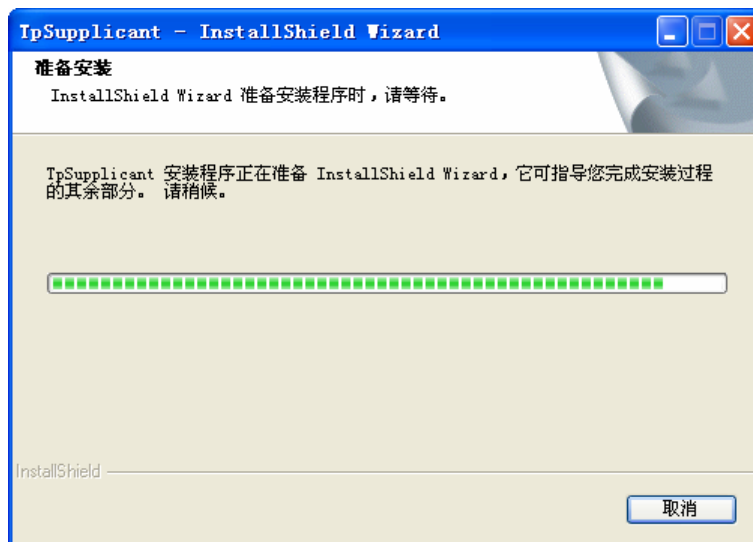 TpSupplicant - InstallShield Wizard
准备安装
InstallShield Wizard 准备安装程序时，请等待。
TpSupplicant 安装程序正在准备 InstallShield Wizard，它可指导您完成安装过程
的其余部分。 请稍候。
InstallShield
取消